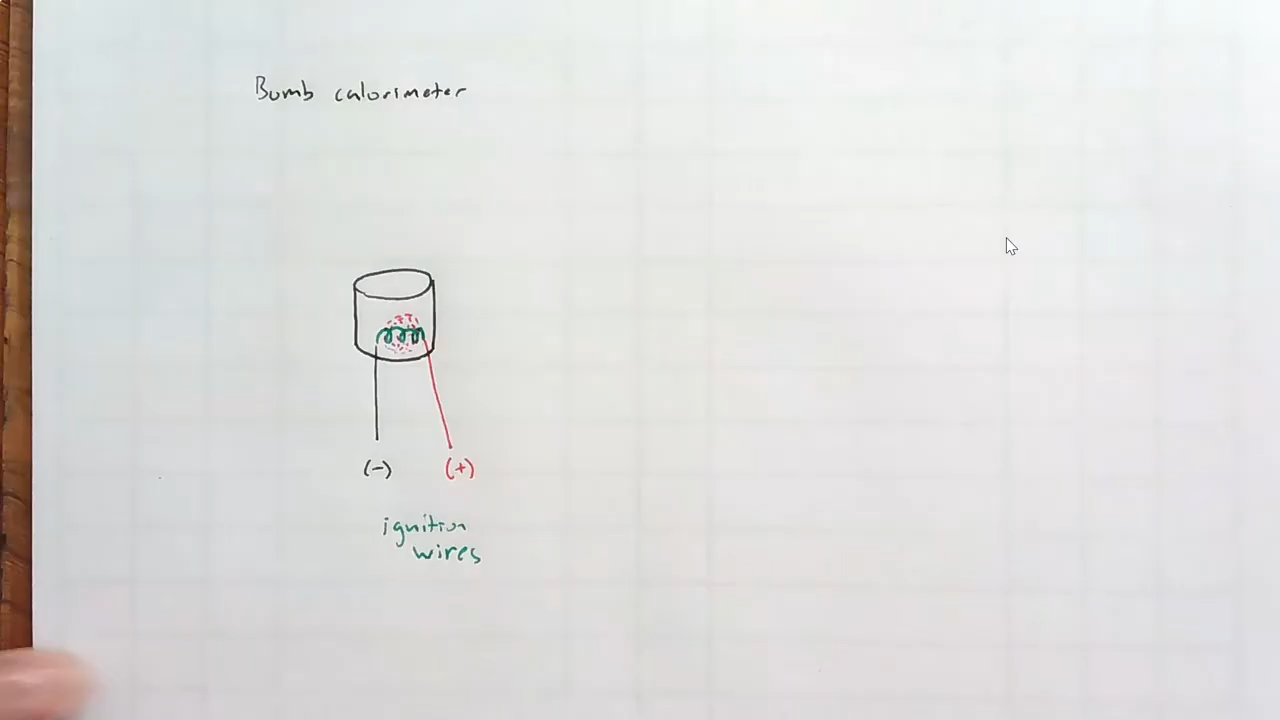 Bomb calorimeter
(-) (+)
ignition
wires